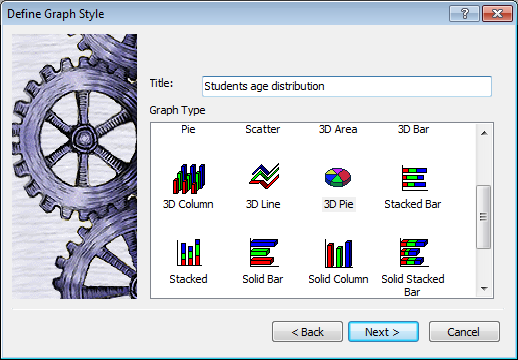 Define Graph Style
Title: Students age distribution
Graph Type
Pie Scatter 3D Area 3D Bar
3D Column 3D Line 3D Pie Stacked Bar
Stacked Solid Bar Solid Column Solid Stacked
Bar
< Back Next > Cancel